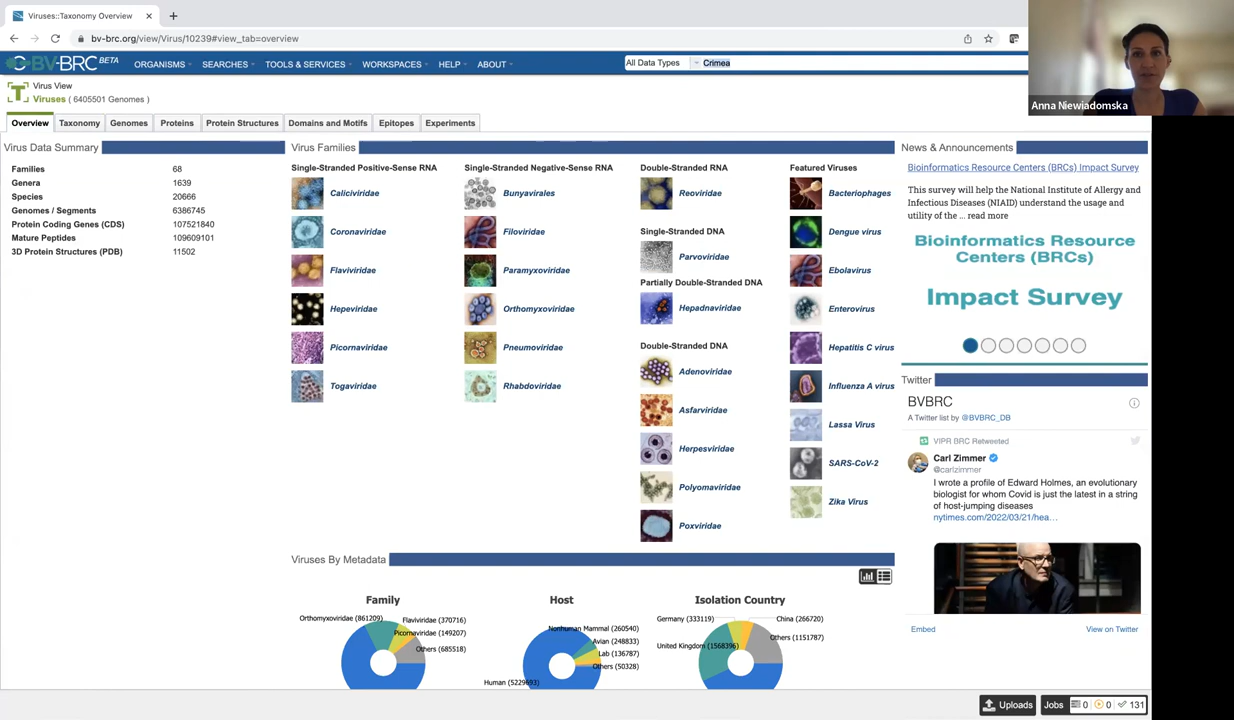 Viruses::Taxonomy Overview
bv-brc.org/view/Virus/10239#view_tab=overview
BV-BRC BETA
ORGANISMS
SEARCHES
TOOLS & SERVICES
WORKSPACES
HELP
ABOUT
All Data Types
Crimea
Anna Niewiadomska
Virus View
Viruses ( 6405501 Genomes )
Overview
Taxonomy
Genomes
Proteins
Protein Structures
Domains and Motifs
Epitopes
Experiments
Virus Data Summary
Families 68
Genera 1639
Species 20666
Genomes / Segments 6386745
Protein Coding Genes (CDS) 107521840
Mature Peptides 109609101
3D Protein Structures (PDB) 11502
Virus Families
Single-Stranded Positive-Sense RNA
Caliciviridae
Coronaviridae
Flaviviridae
Hepeviridae
Picornaviridae
Togaviridae
Single-Stranded Negative-Sense RNA
Bunyavirales
Filoviridae
Paramyxoviridae
Orthomyxoviridae
Pneumoviridae
Rhabdoviridae
Double-Stranded RNA
Reoviridae
Single-Stranded DNA
Parvoviridae
Partially Double-Stranded DNA
Hepadnaviridae
Double-Stranded DNA
Adenoviridae
Asfarviridae
Herpesviridae
Polyomaviridae
Poxviridae
Featured Viruses
Bacteriophages
Dengue virus
Ebolavirus
Enterovirus
Hepatitis C virus
Influenza A virus
Lassa Virus
SARS-CoV-2
Zika Virus
Viruses By Metadata
Family
Orthomyxoviridae (861209)
Flaviviridae (370716)
Picornaviridae (149207)
Others (685518)
Host
Nonhuman Mammal (260540)
Avian (248833)
Lab (136787)
Others (50328)
Human (5229693)
Isolation Country
Germany (333119)
China (266720)
Others (1151787)
United Kingdom (1568396)
News & Announcements
Bioinformatics Resource Centers (BRCs) Impact Survey
This survey will help the National Institute of Allergy and
Infectious Diseases (NIAID) understand the usage and
utility of the ... read more
Bioinformatics Resource
Centers (BRCs)
Impact Survey
Twitter
BVBRC
A Twitter list by @BVBRC_DB
VIPR BRC Retweeted
Carl Zimmer
@carlzimmer
I wrote a profile of Edward Holmes, an evolutionary
biologist for whom Covid is just the latest in a string
of host-jumping diseases
nytimes.com/2022/03/21/hea…
Embed
View on Twitter
Uploads
Jobs 0 0 131